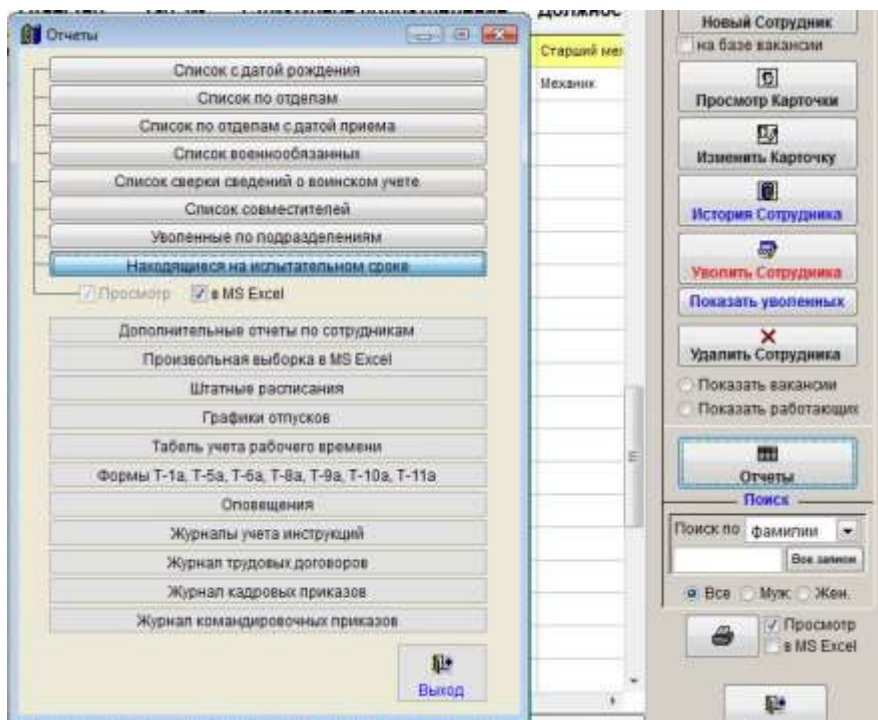 Отчеты
Список с датой рождения
Список по отделам
Список по отделам с датой приема
Список военнообязанных
Список сверки сведений о воинском учете
Список совместителей
Уволенные по подразделениям
Находящиеся на испытательном сроке
Просмотр
в MS Excel
Дополнительные отчеты по сотрудникам
Произвольная выборка в MS Excel
Штатные расписания
Графики отпусков
Табель учета рабочего времени
Формы Т-1а, Т-5а, Т-6а, Т-8а, Т-9а, Т-10а, Т-11а
Оповещения
Журналы учета инструкций
Журнал трудовых договоров
Журнал кадровых приказов
Журнал командировочных приказов
Выход
Должнос
Старший мех
Механик
Новый Сотрудник
на базе вакансии
Просмотр Карточки
Изменить Карточку
История Сотрудника
Уволить Сотрудника
Показать уволенных
Удалить Сотрудника
Показать вакансии
Показать работающих
Отчеты
Поиск
Поиск по фамилии
Все записи
Все Муж. Жен.
Просмотр
в MS Excel